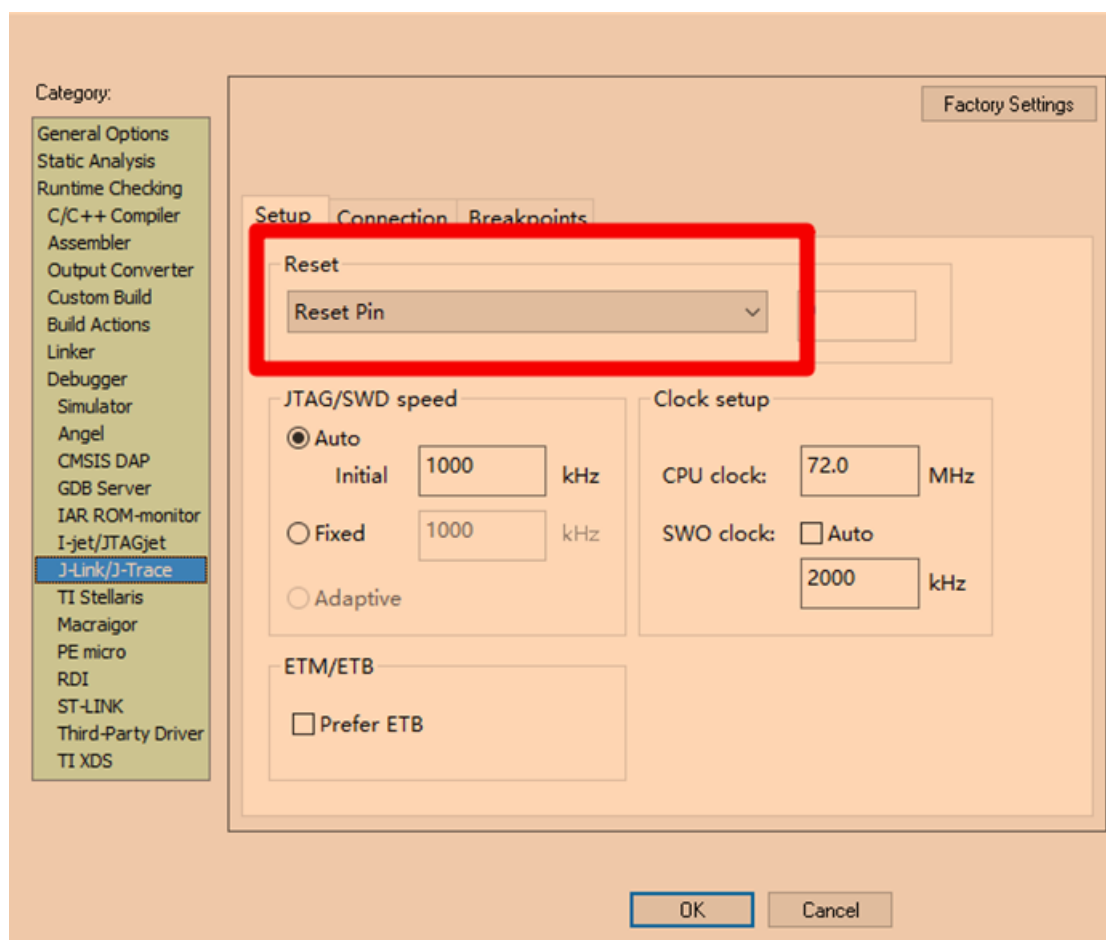 Category:
Factory Settings
General Options
Static Analysis
Runtime Checking
C/C++ Compiler
Assembler
Output Converter
Custom Build
Build Actions
Linker
Debugger
Simulator
Angel
CMSIS DAP
GDB Server
IAR ROM-monitor
I-jet/JTAGjet
J-Link/J-Trace
TI Stellaris
Macraigor
PE micro
RDI
ST-LINK
Third-Party Driver
TI XDS
Setup Connection Breakpoints
Reset
Reset Pin
JTAG/SWD speed
Auto
Initial 1000 kHz
Fixed 1000 kHz
Adaptive
Clock setup
CPU clock: 72.0 MHz
SWO clock: Auto
2000 kHz
ETM/ETB
Prefer ETB
OK Cancel